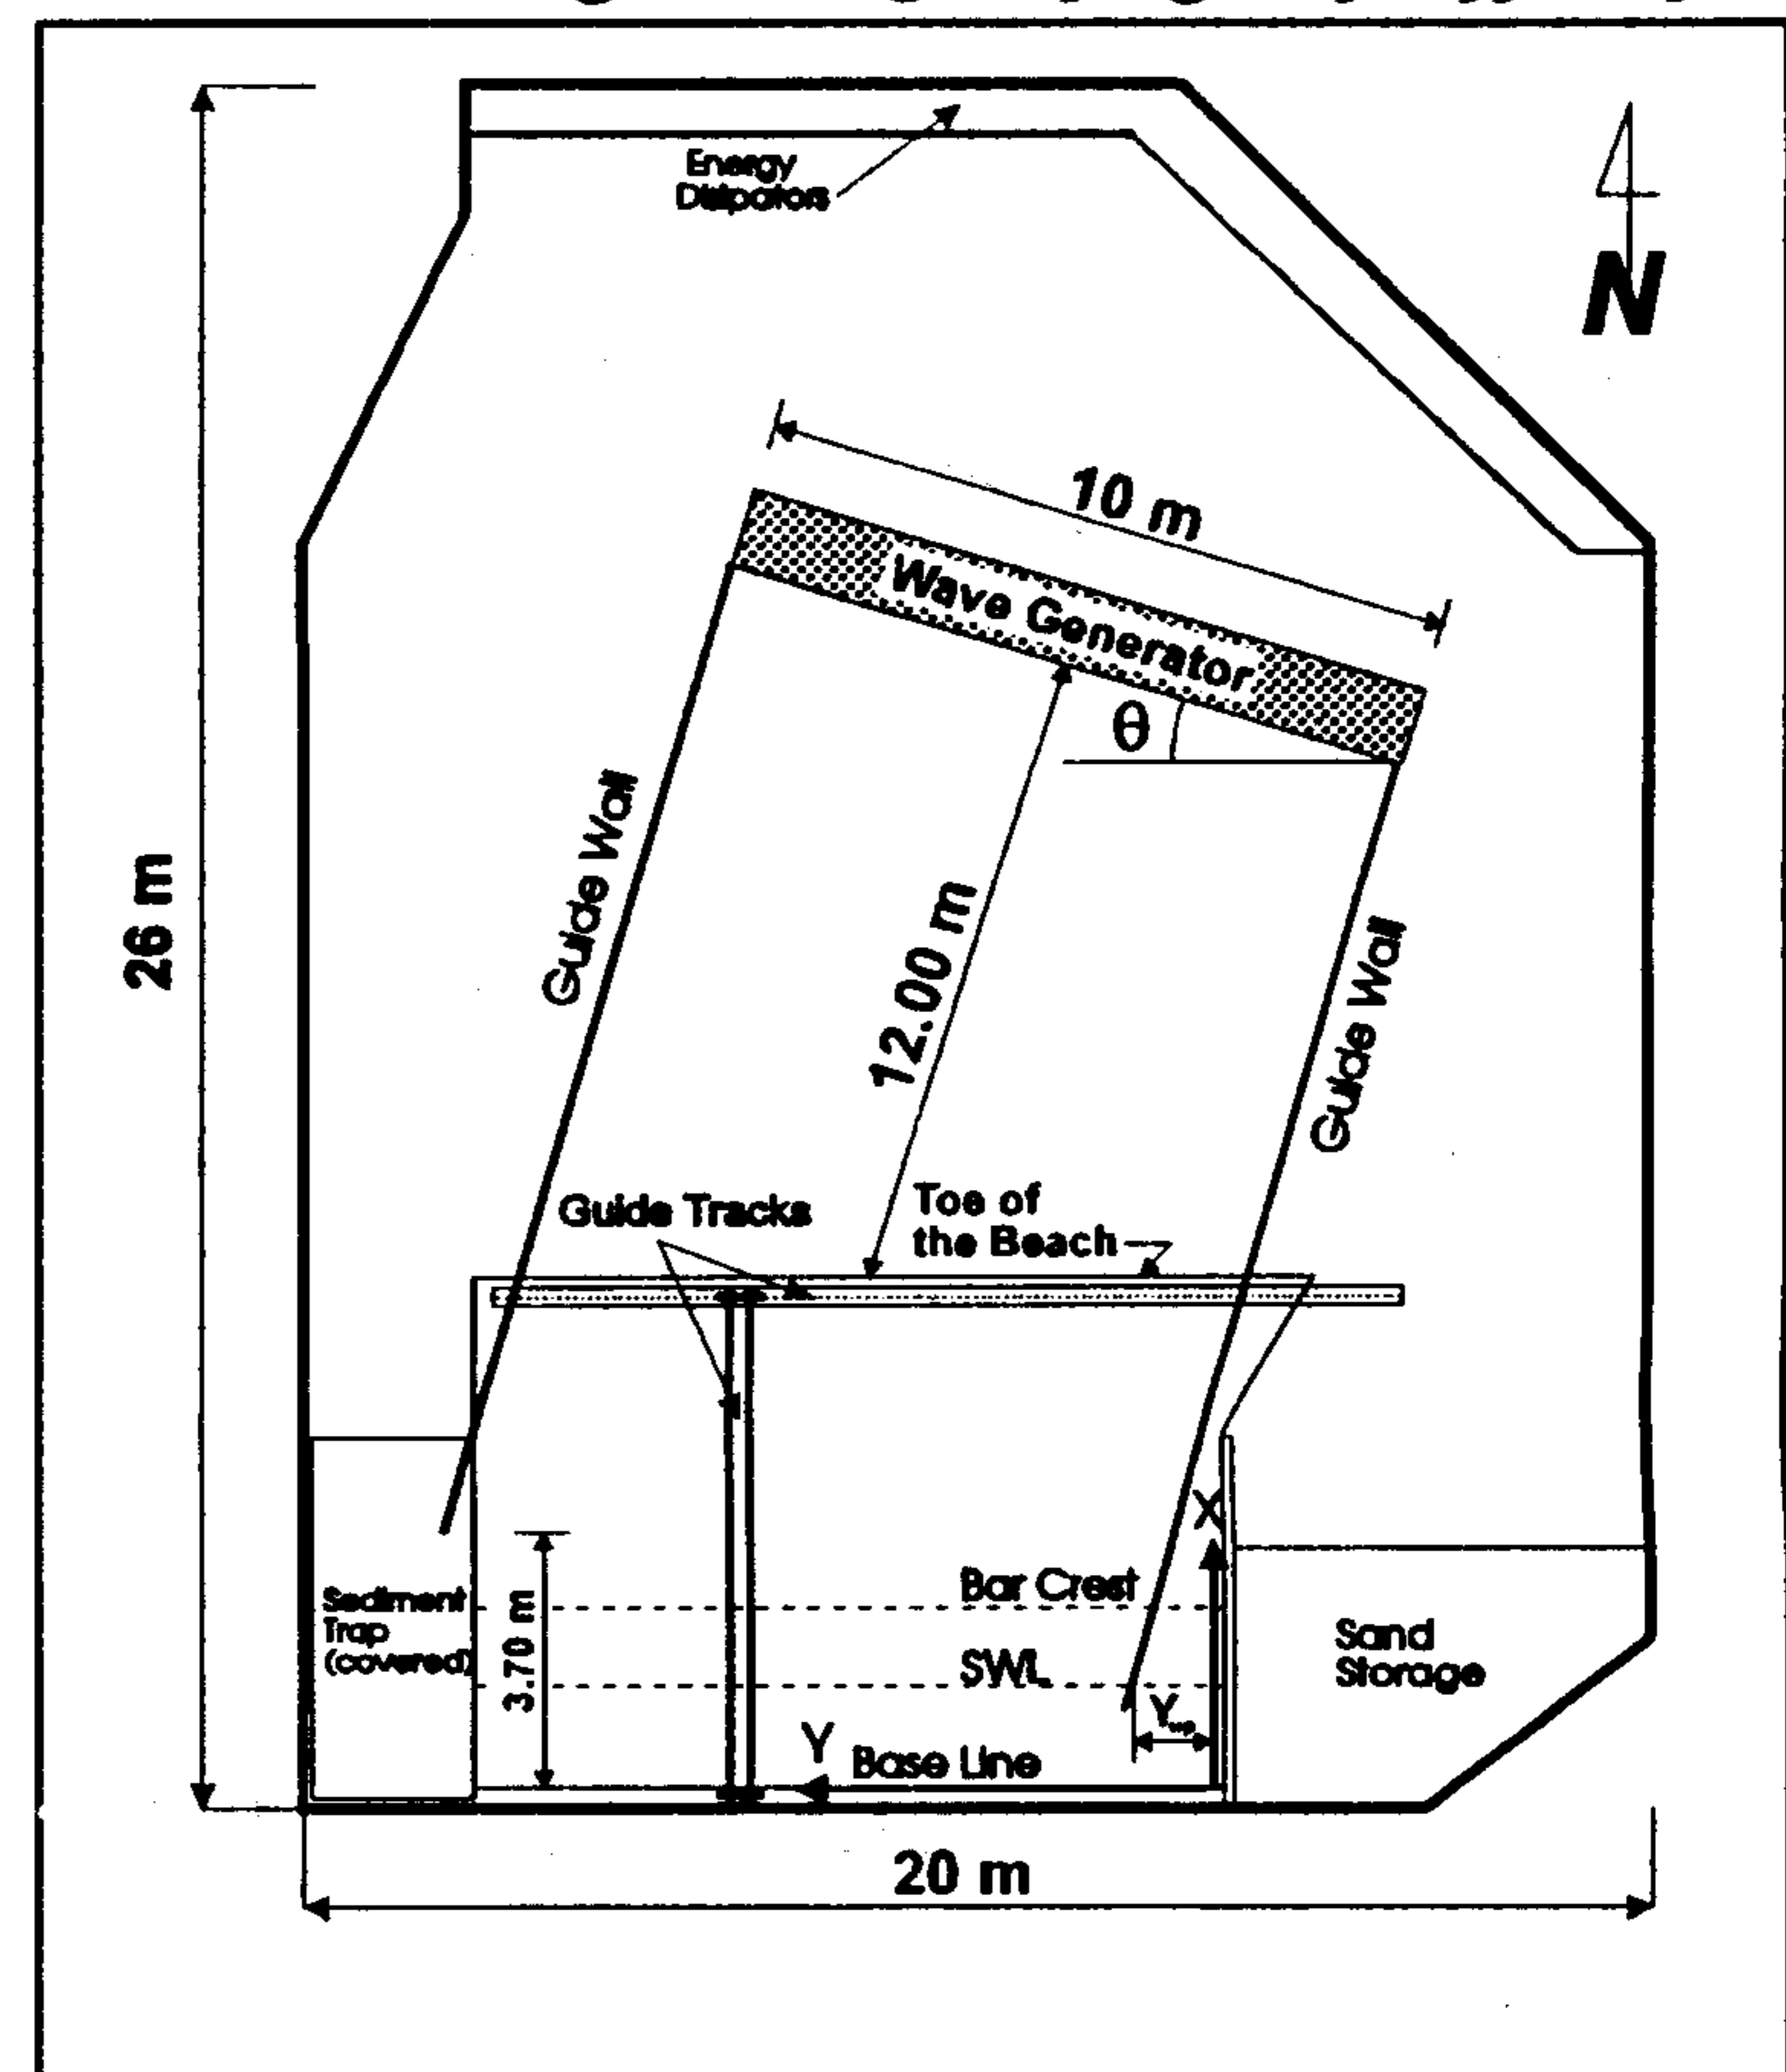 Energy
Disipators
N
10 m
Wave Generator
θ
Guide Wall
26 m
12.00 m
Guide Wall
Guide Tracks
Toe of
the Beach
X
Bar Crest
Sediment
Trap
(covered)
3.70 m
SWL
Sand
Storage
Y
Base Line
20 m